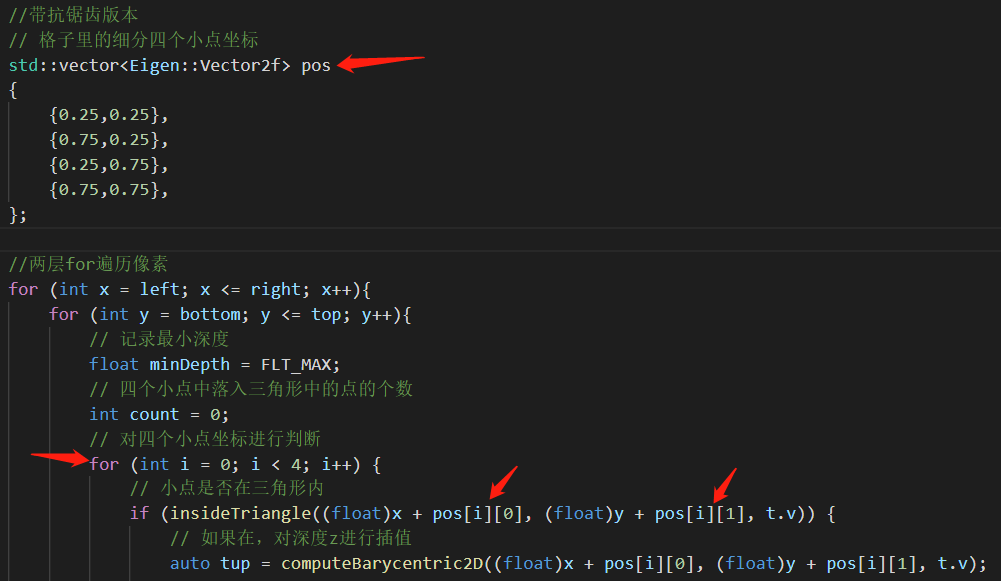 //带抗锯齿版本
// 格子里的细分四个小点坐标
std::vector<Eigen::Vector2f> pos
{
{0.25,0.25},
{0.75,0.25},
{0.25,0.75},
{0.75,0.75},
};
//两层for遍历像素
for (int x = left; x <= right; x++){
for (int y = bottom; y <= top; y++){
// 记录最小深度
float minDepth = FLT_MAX;
// 四个小点中落入三角形中的点的个数
int count = 0;
// 对四个小点坐标进行判断
for (int i = 0; i < 4; i++) {
// 小点是否在三角形内
if (insideTriangle((float)x + pos[i][0], (float)y + pos[i][1], t.v)) {
// 如果在，对深度z进行插值
auto tup = computeBarycentric2D((float)x + pos[i][0], (float)y + pos[i][1], t.v);